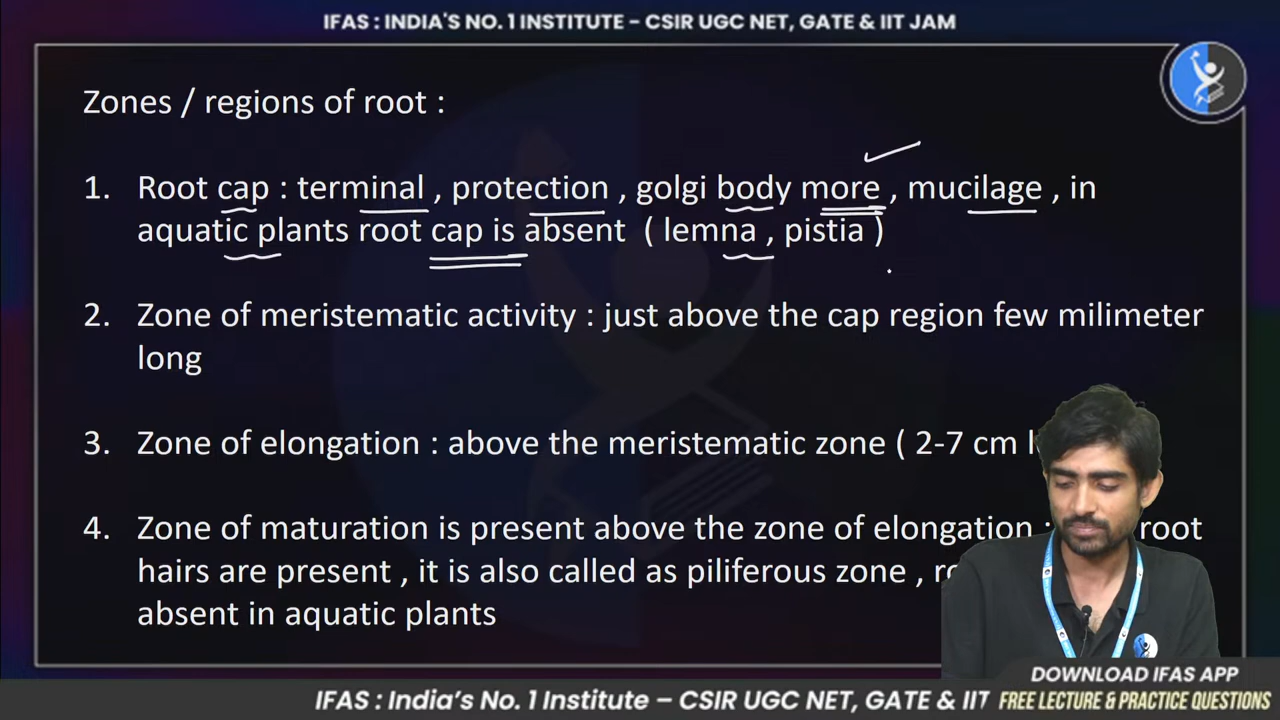 IFAS : INDIA'S NO. 1 INSTITUTE – CSIR UGC NET, GATE & IIT JAM
Zones / regions of root :
1. Root cap : terminal , protection , golgi body more , mucilage , in
aquatic plants root cap is absent ( lemna , pistia )
2. Zone of meristematic activity : just above the cap region few milimeter
long
3. Zone of elongation : above the meristematic zone ( 2-7 cm
4. Zone of maturation is present above the zone of elongation : root
hairs are present , it is also called as piliferous zone ,
absent in aquatic plants
DOWNLOAD IFAS APP
IFAS : India's No. 1 Institute – CSIR UGC NET, GATE & IIT FREE LECTURE & PRACTICE QUESTIONS